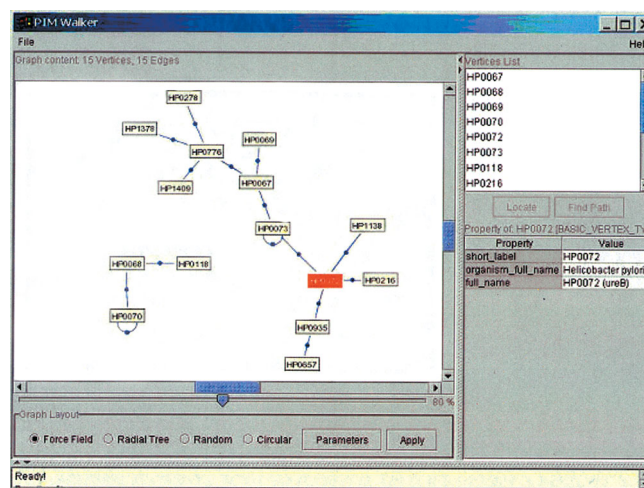 PIM Walker
File
Hel
Graph content: 15 Vertices, 15 Edges
HP0278
HP1378
HP0069
HP0776
HP1409
HP0067
HP0073
HP1138
HP0068
HP0118
HP0072
HP0216
HP0070
HP0935
HP0657
80 %
Graph Layout
Force Field
Radial Tree
Random
Circular
Parameters
Apply
Vertices List
HP0067
HP0068
HP0069
HP0070
HP0072
HP0073
HP0118
HP0216
Locate
Find Path
Property of: HP0072 [BASIC_VERTEX_TY
Property Value
short_label HP0072
organism_full_name Helicobacter pylori
full_name HP0072 (ureB)
Ready!